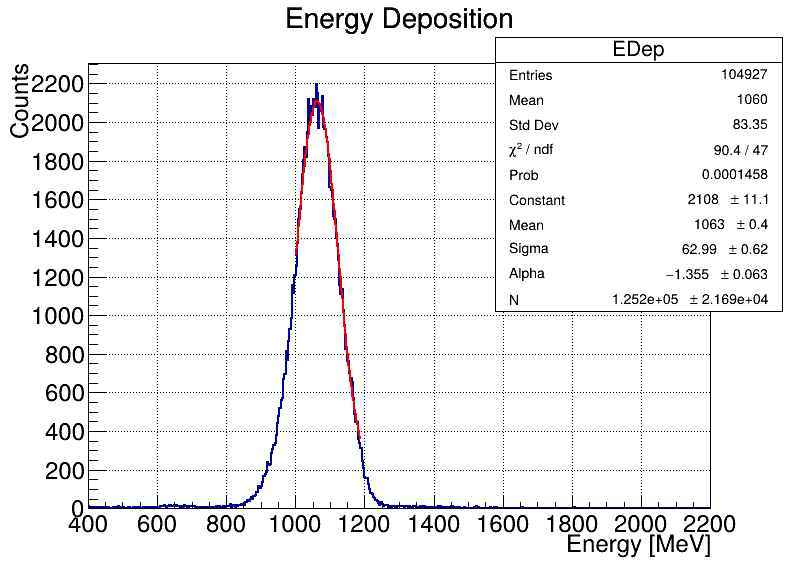 Energy Deposition
EDep
Entries 104927
Mean 1060
Std Dev 83.35
χ² / ndf 90.4 / 47
Prob 0.0001458
Constant 2108 ± 11.1
Mean 1063 ± 0.4
Sigma 62.99 ± 0.62
Alpha −1.355 ± 0.063
N 1.252e+05 ± 2.169e+04
Counts
2200
2000
1800
1600
1400
1200
1000
800
600
400
200
0
400 600 800 1000 1200 1400 1600 1800 2000 2200
Energy [MeV]